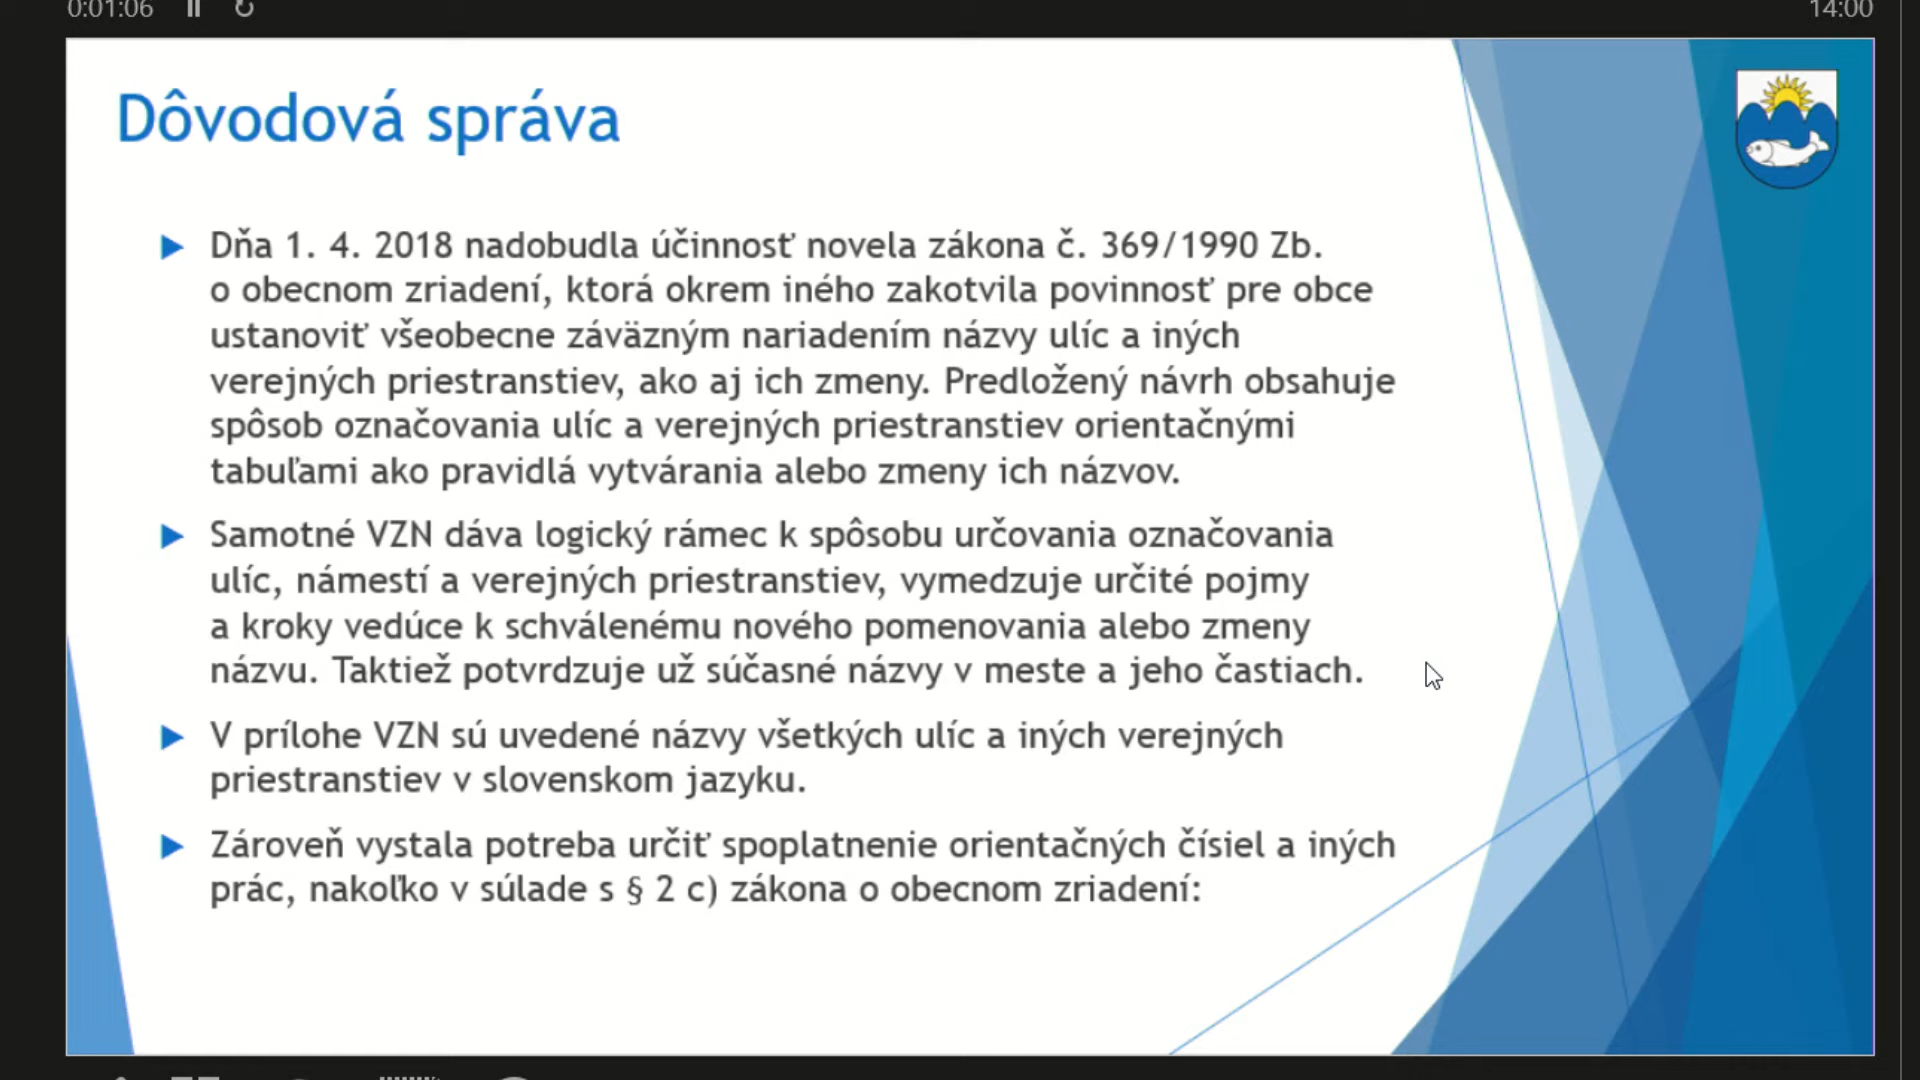 0:01:06
14:00
Dôvodová správa
Dňa 1. 4. 2018 nadobudla účinnosť novela zákona č. 369/1990 Zb.
o obecnom zriadení, ktorá okrem iného zakotvila povinnosť pre obce
ustanoviť všeobecne záväzným nariadením názvy ulíc a iných
verejných priestranstiev, ako aj ich zmeny. Predložený návrh obsahuje
spôsob označovania ulíc a verejných priestranstiev orientačnými
tabuľami ako pravidlá vytvárania alebo zmeny ich názvov.
Samotné VZN dáva logický rámec k spôsobu určovania označovania
ulíc, námestí a verejných priestranstiev, vymedzuje určité pojmy
a kroky vedúce k schválenému nového pomenovania alebo zmeny
názvu. Taktiež potvrdzuje už súčasné názvy v meste a jeho častiach.
V prílohe VZN sú uvedené názvy všetkých ulíc a iných verejných
priestranstiev v slovenskom jazyku.
Zároveň vystala potreba určiť spoplatnenie orientačných čísiel a iných
prác, nakoľko v súlade s § 2 c) zákona o obecnom zriadení: